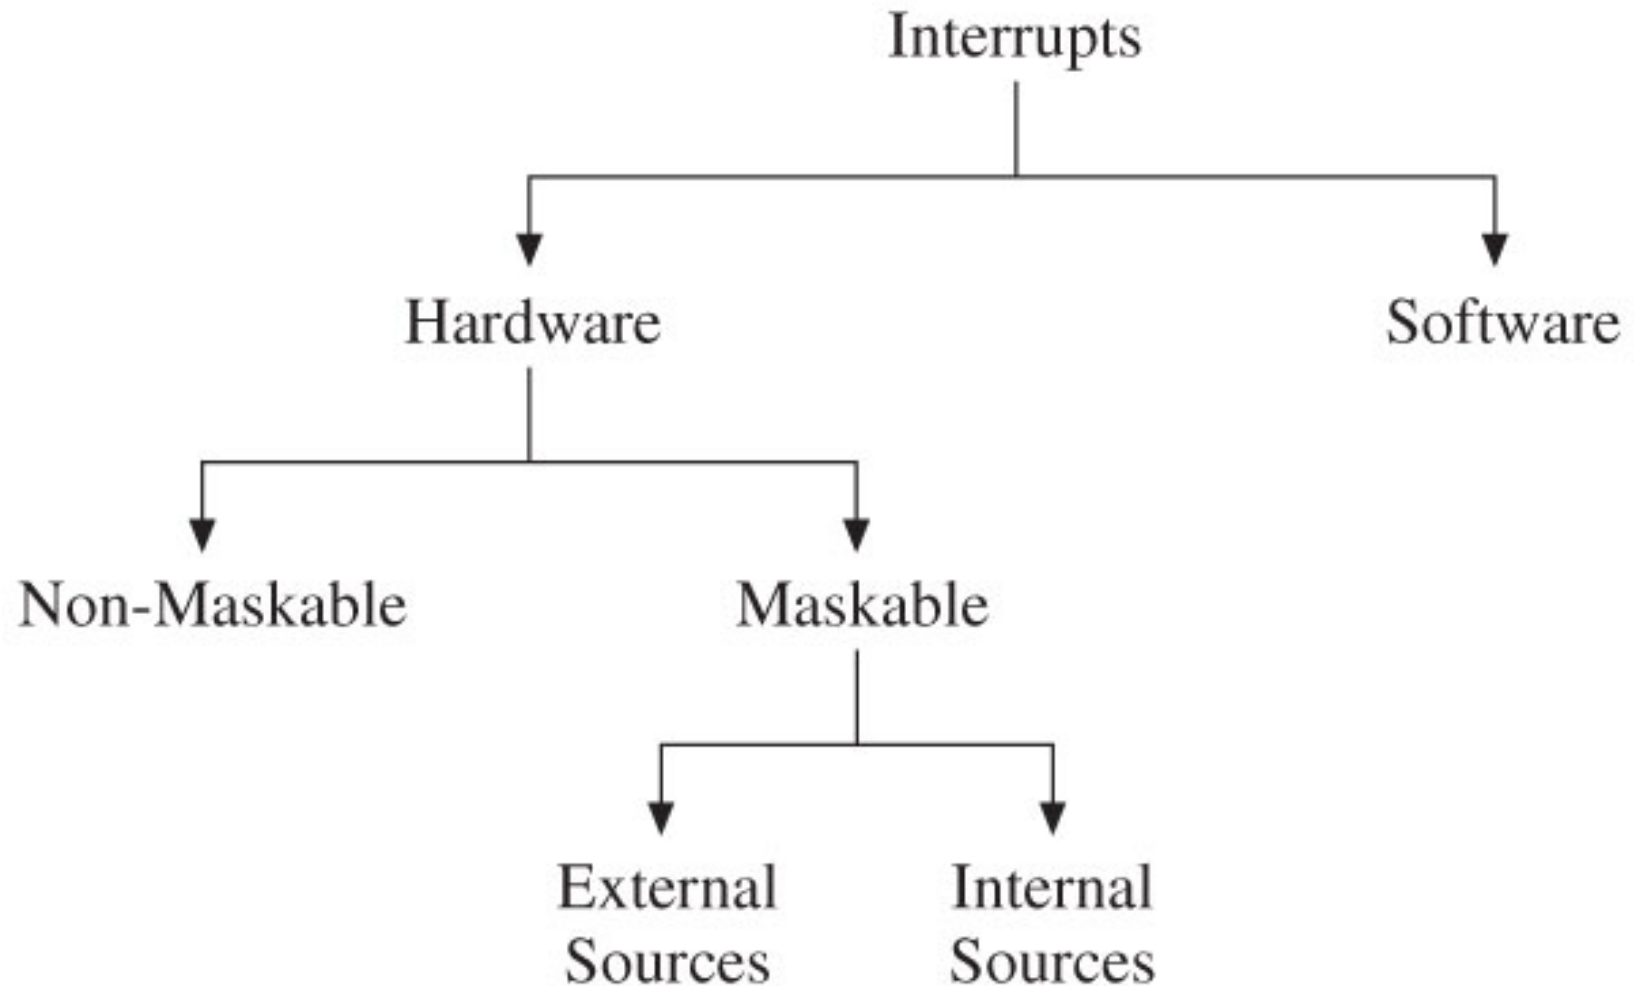 Interrupts
Hardware
Software
Non-Maskable
Maskable
External
Sources
Internal
Sources